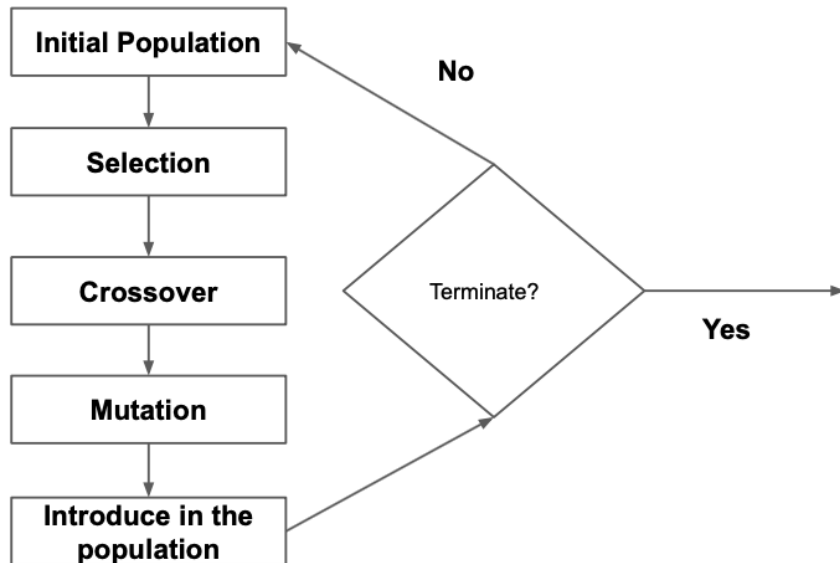 Initial Population
No
Selection
Crossover
Terminate?
Yes
Mutation
Introduce in the
population